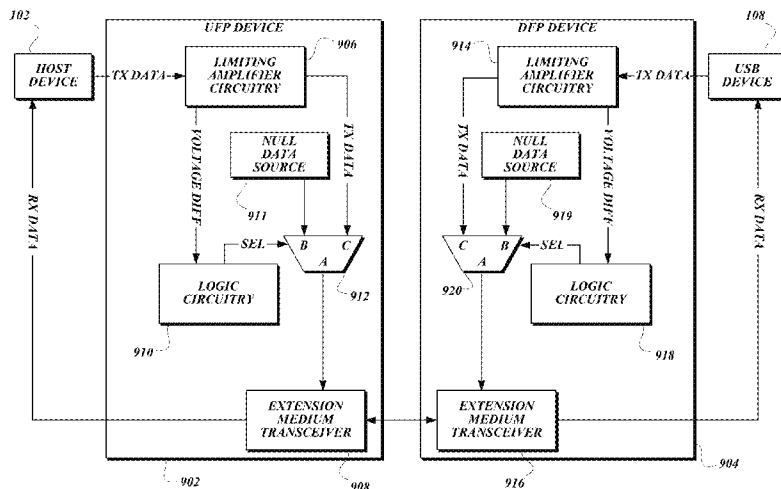 UFP DEVICE
DFP DEVICE
102
906
914
108
HOST
DEVICE
TX DATA
LIMITING
AMPLIFIER
CIRCUITRY
LIMITING
AMPLIFIER
CIRCUITRY
TX DATA
USB DEVICE
VOLTAGE DIFF
TX DATA
TX DATA
VOLTAGE DIFF
NULL
DATA
SOURCE
NULL
DATA
SOURCE
911
919
RX DATA
RX DATA
SEL
B
C
A
C
B
A
SEL
LOGIC
CIRCUITRY
912
920
LOGIC
CIRCUITRY
910
918
EXTENSION
MEDIUM
TRANSCEIVER
EXTENSION
MEDIUM
TRANSCEIVER
902
908
916
904